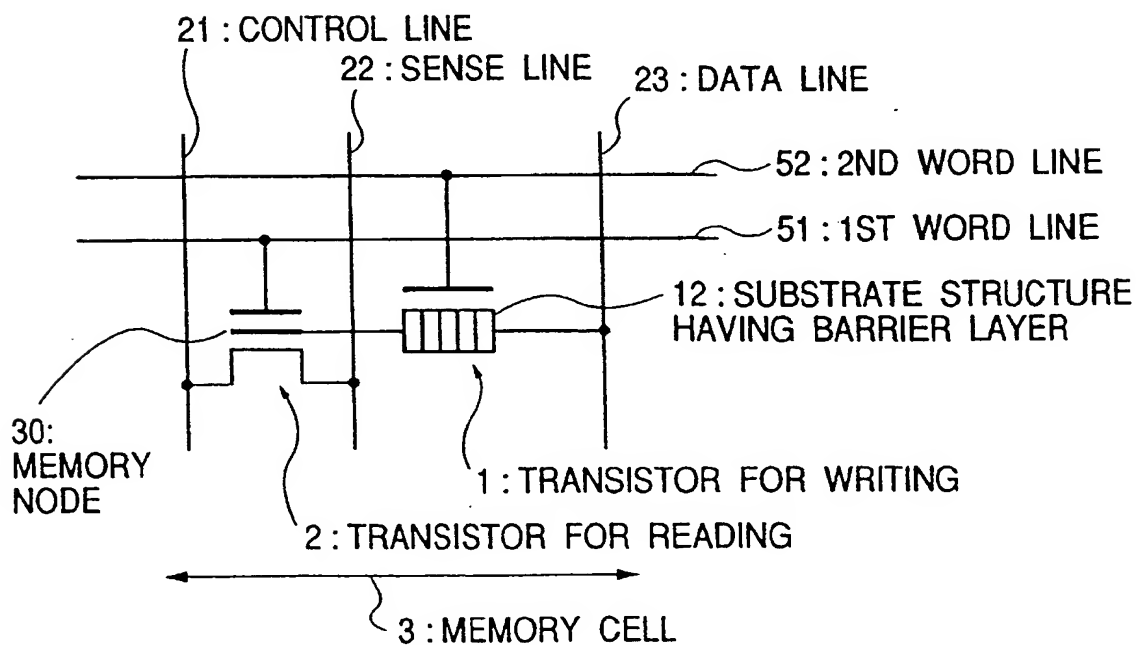 21 : CONTROL LINE
22 : SENSE LINE
23 : DATA LINE
52 : 2ND WORD LINE
51 : 1ST WORD LINE
12 : SUBSTRATE STRUCTURE
HAVING BARRIER LAYER
30:
MEMORY
NODE
1 : TRANSISTOR FOR WRITING
2 : TRANSISTOR FOR READING
3 : MEMORY CELL